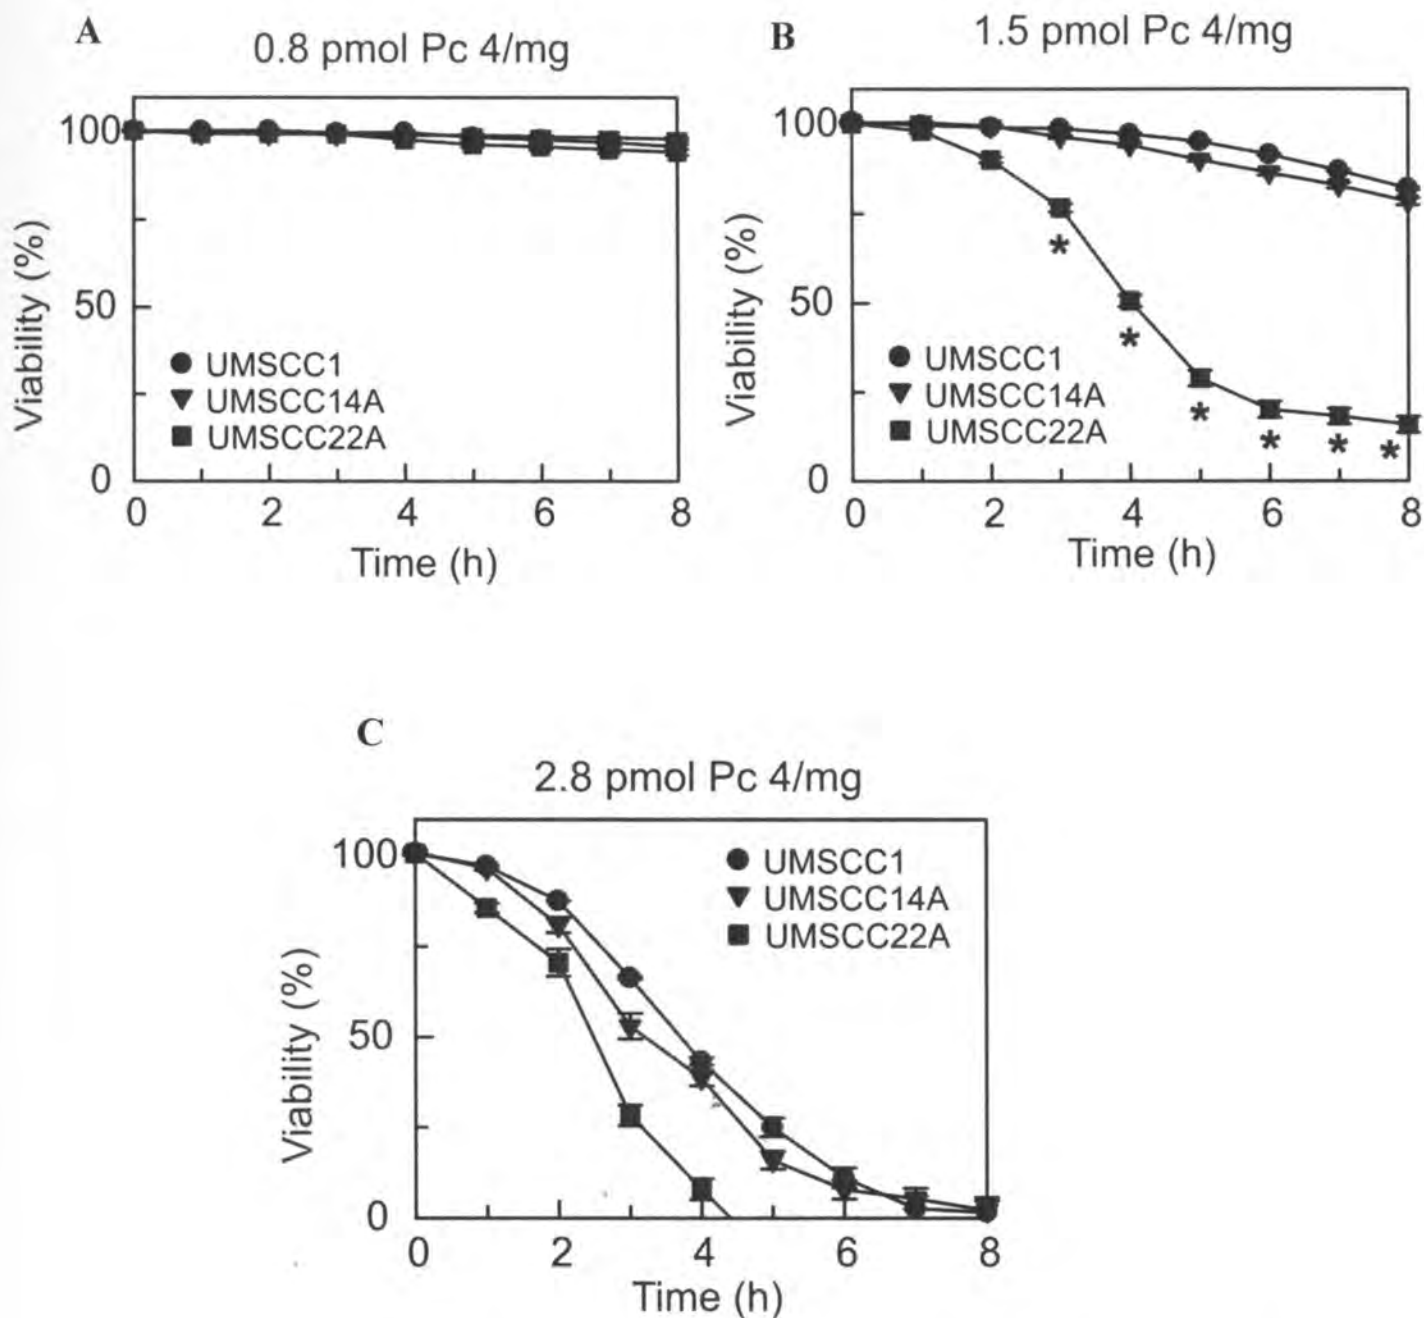 A
0.8 pmol Pc 4/mg
100
50
0
Viability (%)
UMSCC1
UMSCC14A
UMSCC22A
0 2 4 6 8
Time (h)
B
1.5 pmol Pc 4/mg
100
50
0
Viability (%)
UMSCC1
UMSCC14A
UMSCC22A
* * * * * *
0 2 4 6 8
Time (h)
C
2.8 pmol Pc 4/mg
100
50
0
Viability (%)
UMSCC1
UMSCC14A
UMSCC22A
0 2 4 6 8
Time (h)